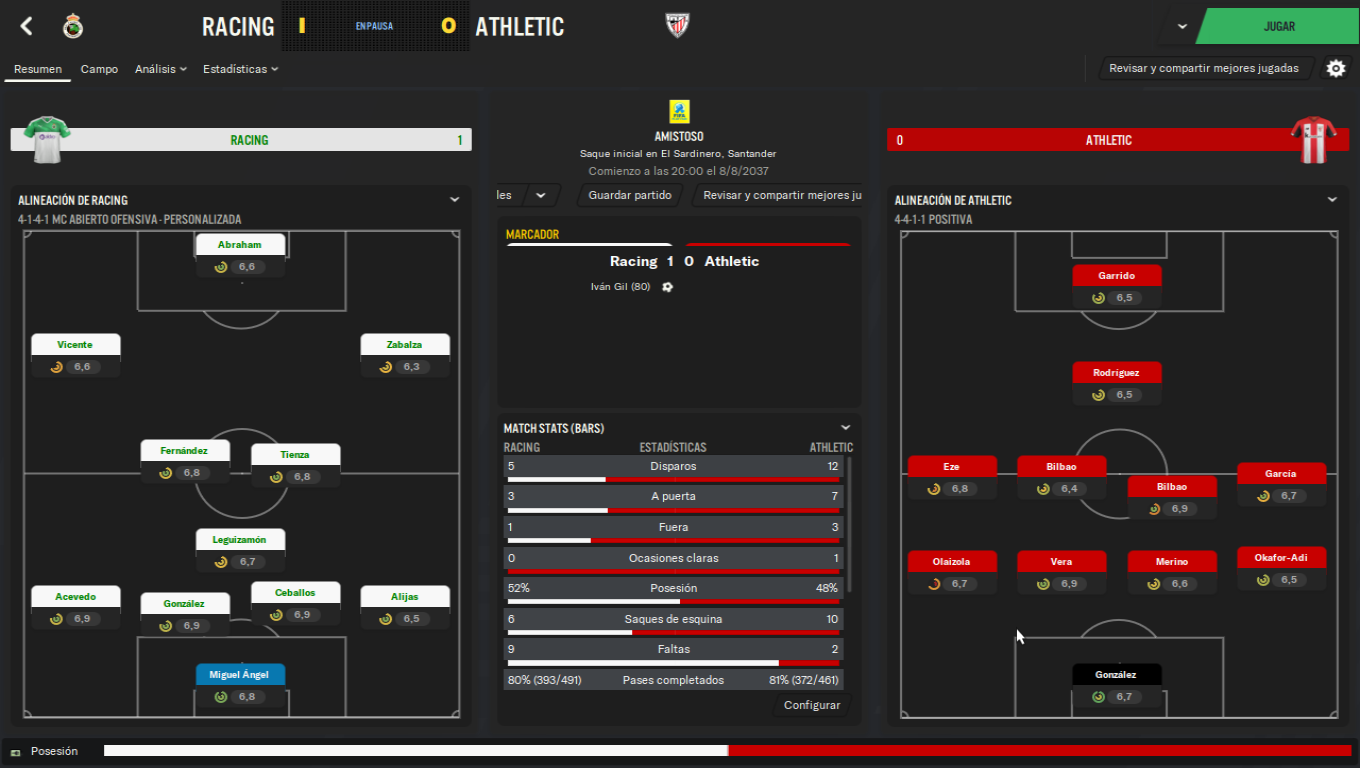 RACING
1
EN PAUSA
0
ATHLETIC
JUGAR
Resumen
Campo
Análisis
Estadísticas
Revisar y compartir mejores jugadas
RACING 1
AMISTOSO
Saque inicial en El Sardinero, Santander
Comienzo a las 20:00 el 8/8/2037
0 ATHLETIC
les
Guardar partido
Revisar y compartir mejores ju
ALINEACIÓN DE RACING
4-1-4-1 MC ABIERTO OFENSIVA - PERSONALIZADA
Abraham
6,6
Vicente
6,6
Zabalza
6,3
Fernández
6,8
Tienza
6,8
Leguizamón
6,7
Acevedo
6,9
González
6,9
Ceballos
6,9
Alijas
6,5
Miguel Ángel
6,8
MARCADOR
Racing 1 0 Athletic
Iván Gil (80)
MATCH STATS (BARS)
RACING ESTADÍSTICAS ATHLETIC
5 Disparos 12
3 A puerta 7
1 Fuera 3
0 Ocasiones claras 1
52% Posesión 48%
6 Saques de esquina 10
9 Faltas 2
80% (393/491) Pases completados 81% (372/461)
Configurar
ALINEACIÓN DE ATHLETIC
4-4-1-1 POSITIVA
Garrido
6,5
Rodríguez
6,5
Eze
6,8
Bilbao
6,4
Bilbao
6,9
García
6,7
Olaizola
6,7
Vera
6,9
Merino
6,6
Okafor-Adi
6,5
González
6,7
Posesión